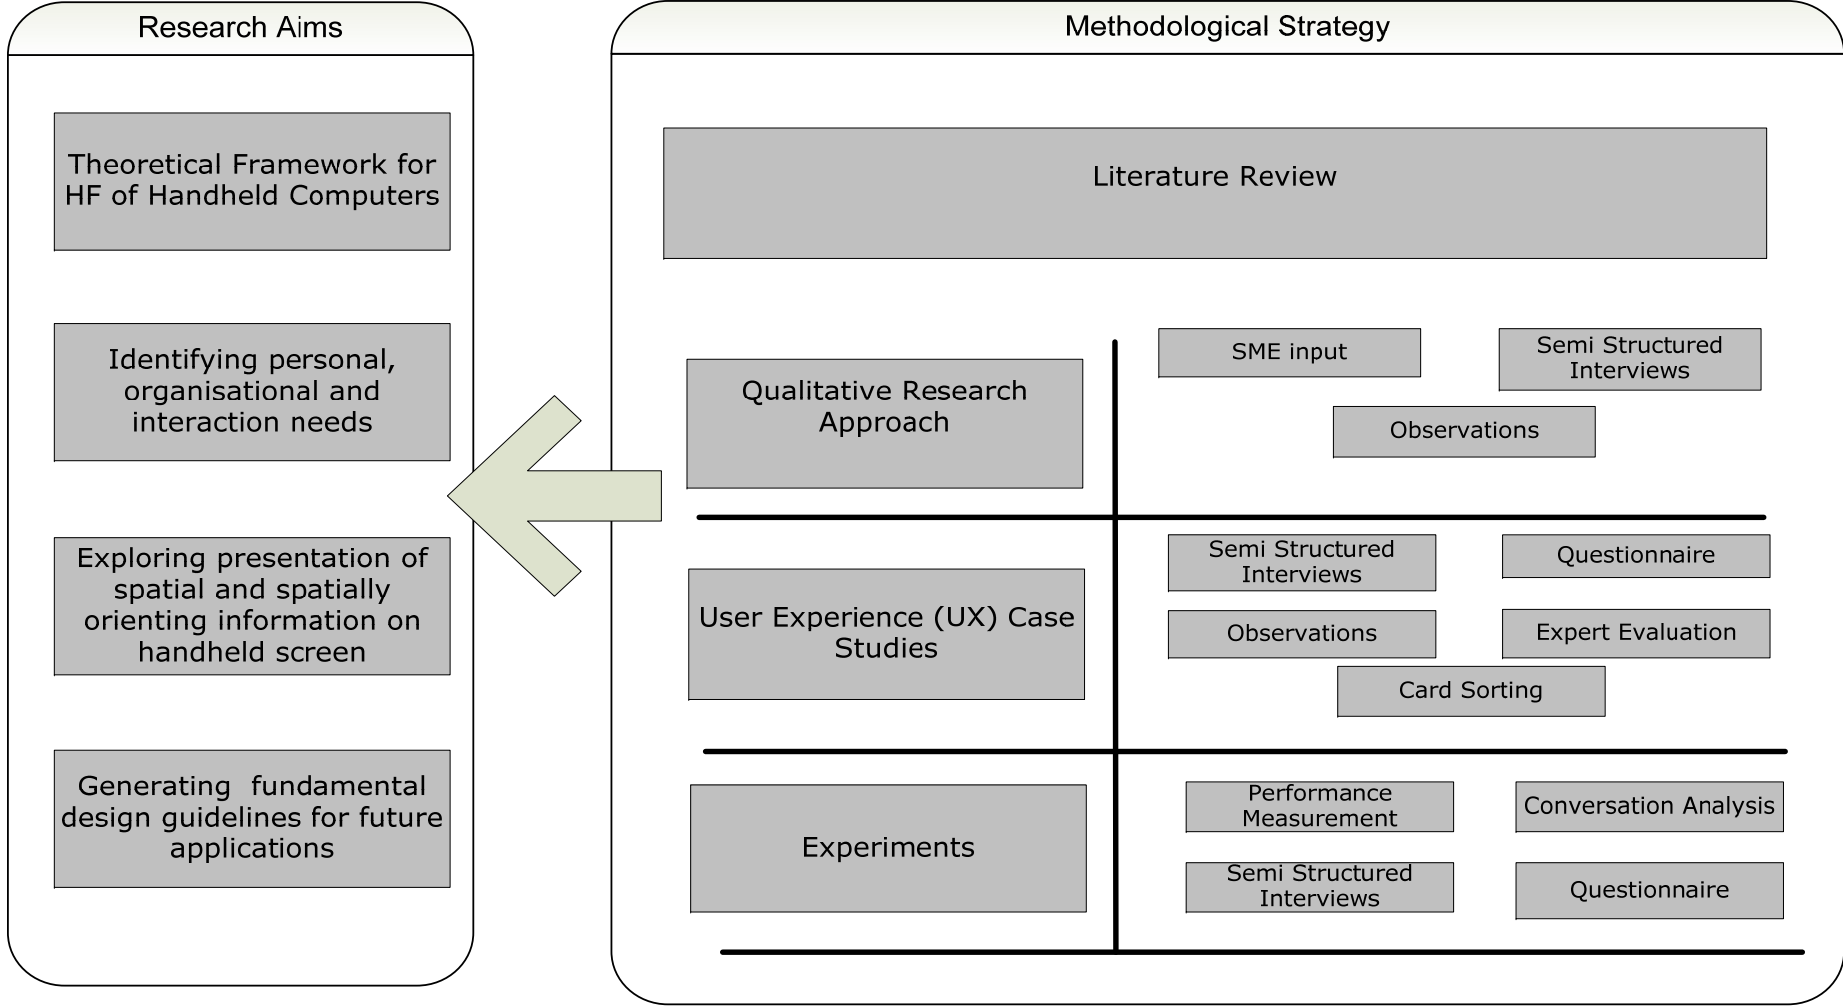 Research Aims
Theoretical Framework for
HF of Handheld Computers
Identifying personal,
organisational and
interaction needs
Exploring presentation of
spatial and spatially
orienting information on
handheld screen
Generating  fundamental
design guidelines for future
applications
Methodological Strategy
Literature Review
Qualitative Research
Approach
SME input
Semi Structured
Interviews
Observations
User Experience (UX) Case
Studies
Semi Structured
Interviews
Questionnaire
Observations
Expert Evaluation
Card Sorting
Experiments
Performance
Measurement
Conversation Analysis
Semi Structured
Interviews
Questionnaire